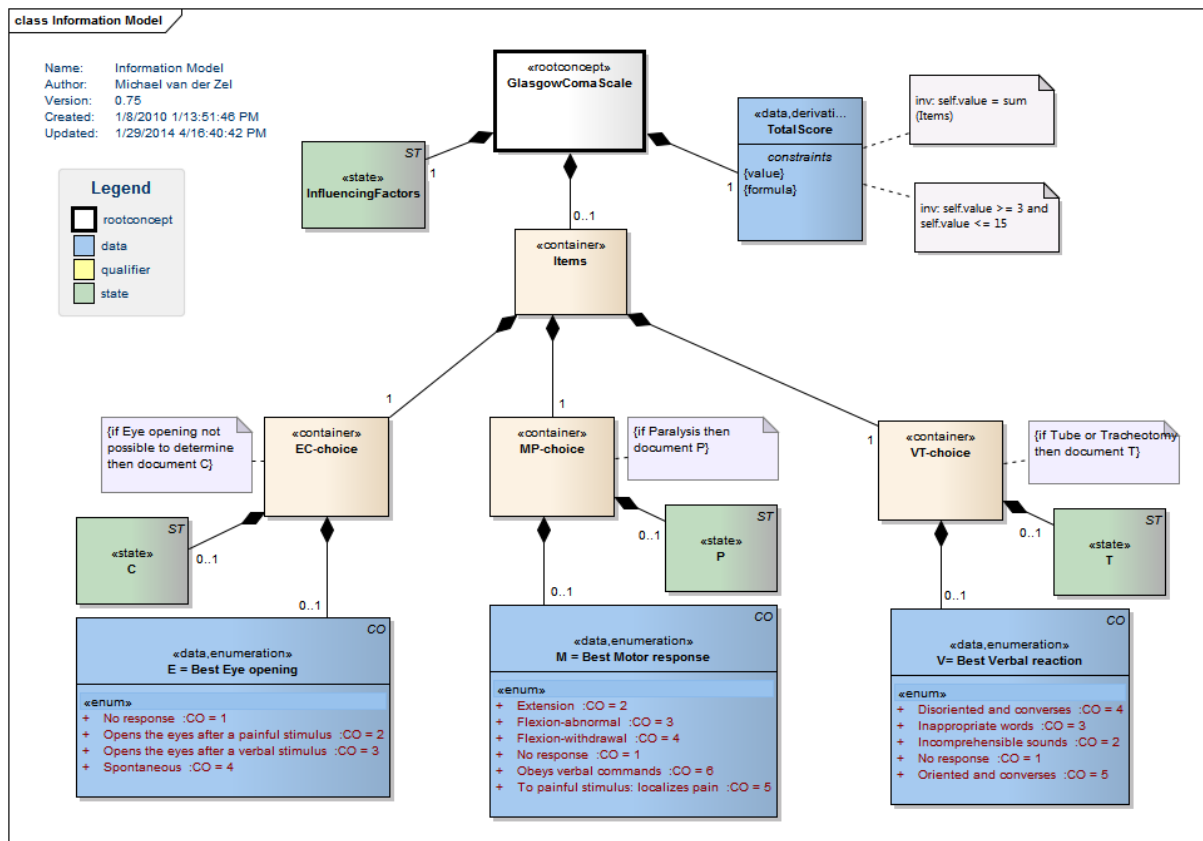 class Information Model
Name: Information Model
Author: Michael van der Zel
Version: 0.75
Created: 1/8/2010 1/13:51:46 PM
Updated: 1/29/2014 4/16:40:42 PM
Legend
rootconcept
data
qualifier
state
«rootconcept»
GlasgowComaScale
ST
«state»
InfluencingFactors
1
0..1
1
«data,derivati...
TotalScore
constraints
{value}
{formula}
inv: self.value = sum
(Items)
inv: self.value >= 3 and
self.value <= 15
«container»
Items
1
1
1
{if Eye opening not
possible to determine
then document C}
«container»
EC-choice
«container»
MP-choice
{if Paralysis then
document P}
«container»
VT-choice
{if Tube or Tracheotomy
then document T}
ST
«state»
C
0..1
0..1
ST
«state»
P
0..1
0..1
ST
«state»
T
0..1
0..1
CO
«data,enumeration»
E = Best Eye opening
«enum»
+ No response :CO = 1
+ Opens the eyes after a painful stimulus :CO = 2
+ Opens the eyes after a verbal stimulus :CO = 3
+ Spontaneous :CO = 4
CO
«data,enumeration»
M = Best Motor response
«enum»
+ Extension :CO = 2
+ Flexion-abnormal :CO = 3
+ Flexion-withdrawal :CO = 4
+ No response :CO = 1
+ Obeys verbal commands :CO = 6
+ To painful stimulus: localizes pain :CO = 5
CO
«data,enumeration»
V= Best Verbal reaction
«enum»
+ Disoriented and converses :CO = 4
+ Inappropriate words :CO = 3
+ Incomprehensible sounds :CO = 2
+ No response :CO = 1
+ Oriented and converses :CO = 5